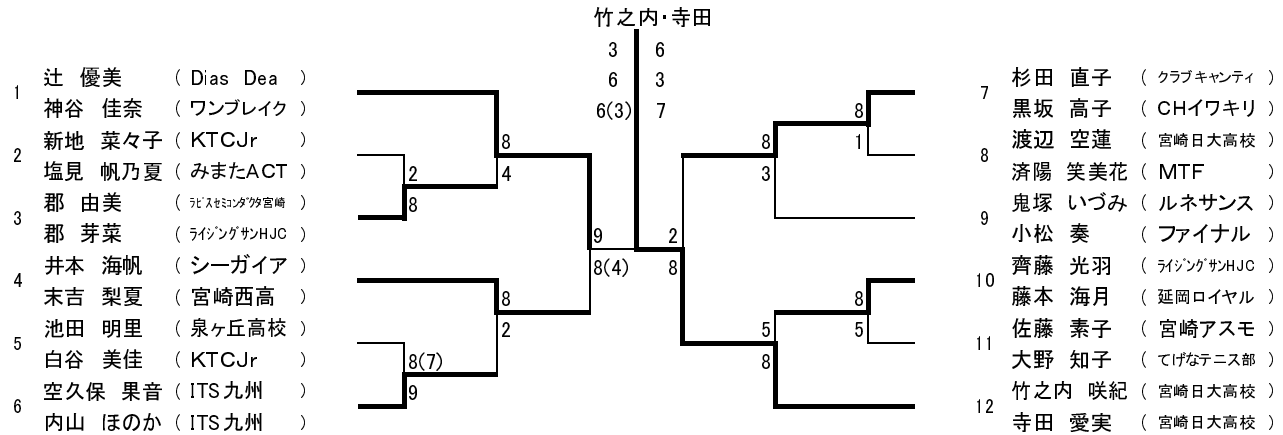 竹之内・寺田
3 6
6 3
6(3) 7
1 辻 優美 ( Dias Dea )
神谷 佳奈 ( ワンブレイク )
2 新地 菜々子 ( KTCJr )
塩見 帆乃夏 ( みまたACT )
3 郡 由美 ( ラピスセミコンダクタ宮崎 )
郡 芽菜 ( ライジングサンHJC )
4 井本 海帆 ( シーガイア )
末吉 梨夏 ( 宮崎西高 )
5 池田 明里 ( 泉ヶ丘高校 )
白谷 美佳 ( KTCJr )
6 空久保 果音 ( ITS九州 )
内山 ほのか ( ITS九州 )
8
2 4
8
9
8(4)
8
2
8(7)
9
8
8 1
3
2
8
8
5 5
8
7 杉田 直子 ( クラブキャンティ )
黒坂 高子 ( CHイワキリ )
8 渡辺 空蓮 ( 宮崎日大高校 )
済陽 笑美花 ( MTF )
9 鬼塚 いづみ ( ルネサンス )
小松 奏 ( ファイナル )
10 齊藤 光羽 ( ライジングサンHJC )
藤本 海月 ( 延岡ロイヤル )
11 佐藤 素子 ( 宮崎アスモ )
大野 知子 ( てげなテニス部 )
12 竹之内 咲紀 ( 宮崎日大高校 )
寺田 愛実 ( 宮崎日大高校 )